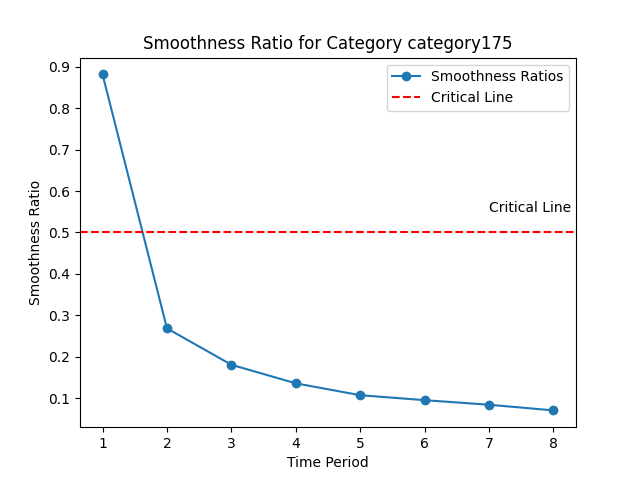 Smoothness Ratio for Category category175
Smoothness Ratios
Critical Line
Critical Line
Smoothness Ratio
0.9
0.8
0.7
0.6
0.5
0.4
0.3
0.2
0.1
1 2 3 4 5 6 7 8
Time Period